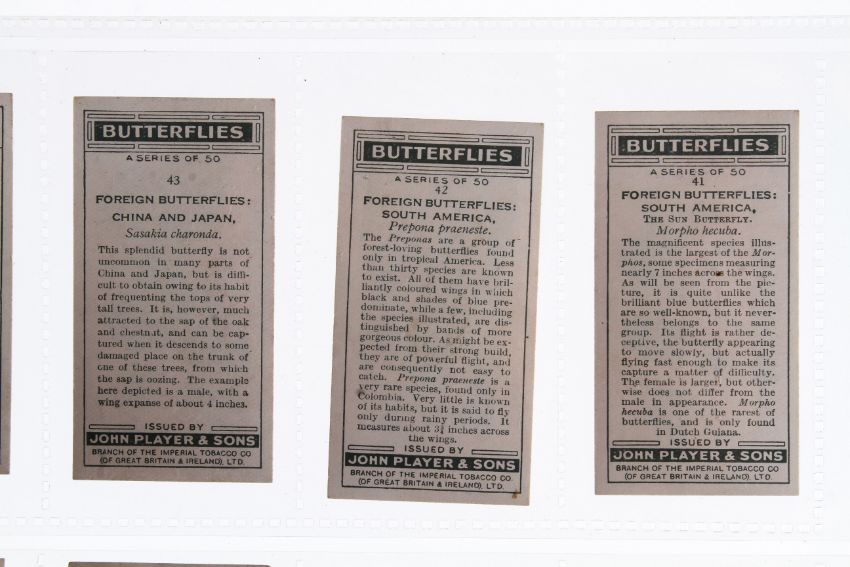 BUTTERFLIES
A SERIES OF 50
43
FOREIGN BUTTERFLIES:
CHINA AND JAPAN,
Sasakia charonda.
This splendid butterfly is not
uncommon in many parts of
China and Japan, but is diffi-
cult to obtain owing to its habit
of frequenting the tops of very
tall trees. It is, however, much
attracted to the sap of the oak
and chestnut, and can be cap-
tured when it descends to some
damaged place on the trunk of
one of these trees, from which
the sap is oozing. The example
here depicted is a male, with a
wing expanse of about 4 inches.
ISSUED BY
JOHN PLAYER & SONS
BRANCH OF THE IMPERIAL TOBACCO CO
(OF GREAT BRITAIN & IRELAND), LTD.
BUTTERFLIES
A SERIES OF 50
42
FOREIGN BUTTERFLIES:
SOUTH AMERICA,
Prepona praeneste.
The Preponas are a group of
forest-loving butterflies found
only in tropical America. Less
than thirty species are known
to exist. All of them have bril-
liantly coloured wings in which
black and shades of blue pre-
dominate, while a few, including
the species illustrated, are dis-
tinguished by bands of more
gorgeous colour. As might be ex-
pected from their strong build,
they are of powerful flight, and
are consequently not easy to
catch. Prepona praeneste is a
very rare species, found only in
Colombia. Very little is known
of its habits, but it is said to fly
only during rainy periods. It
measures about 3¾ inches across
the wings.
ISSUED BY
JOHN PLAYER & SONS
BRANCH OF THE IMPERIAL TOBACCO CO.
(OF GREAT BRITAIN & IRELAND), LTD.
BUTTERFLIES
A SERIES OF 50
41
FOREIGN BUTTERFLIES:
SOUTH AMERICA,
THE SUN BUTTERFLY.
Morpho hecuba.
The magnificent species illus-
trated is the largest of the Mor-
phos, some specimens measuring
nearly 7 inches across the wings.
As will be seen from the pic-
ture, it is quite unlike the
brilliant blue butterflies which
are so well-known, but it never-
theless belongs to the same
group. Its flight is rather de-
ceptive, the butterfly appearing
to move slowly, but actually
flying fast enough to make its
capture a matter of difficulty.
The female is larger, but other-
wise does not differ from the
male in appearance. Morpho
hecuba is one of the rarest of
butterflies, and is only found
in Dutch Guiana.
ISSUED BY
JOHN PLAYER & SONS
BRANCH OF THE IMPERIAL TOBACCO CO.
(OF GREAT BRITAIN & IRELAND), LTD.